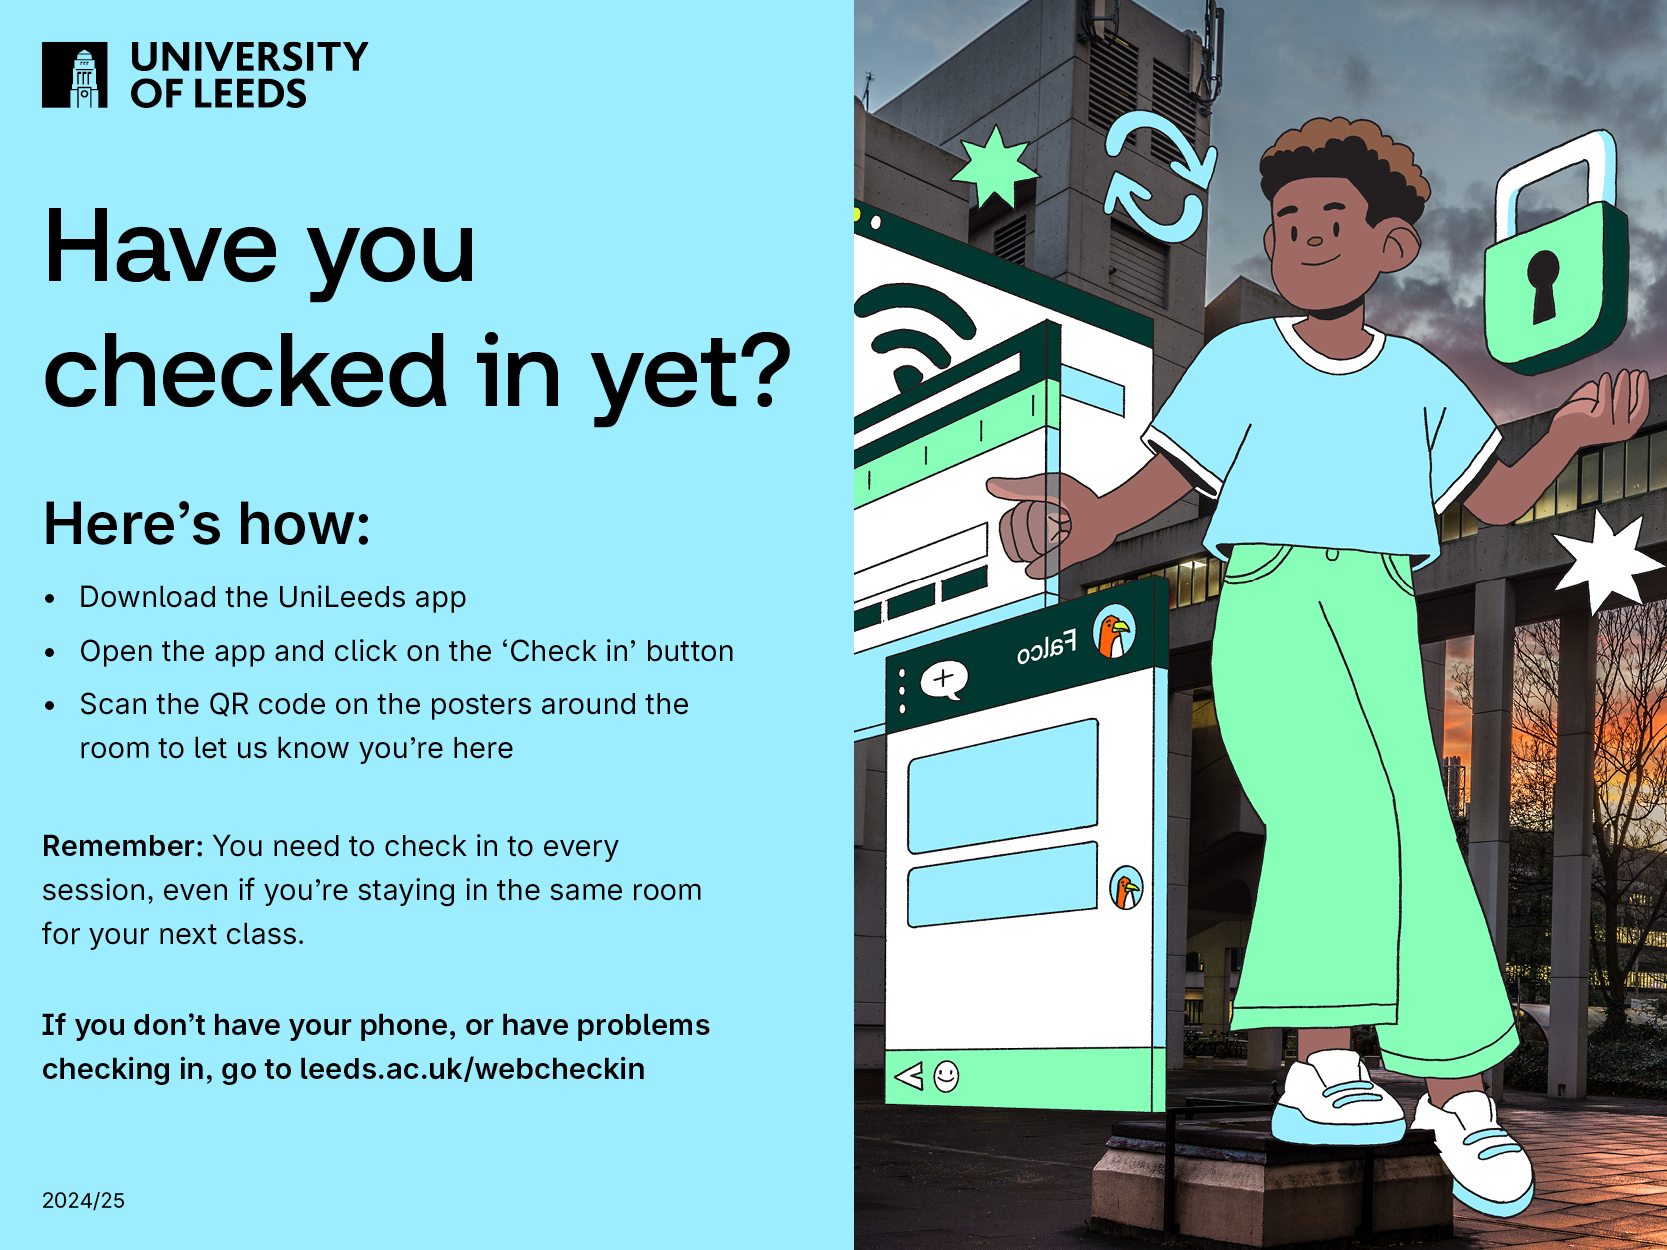 UNIVERSITY
OF LEEDS
Have you
checked in yet?
Here’s how:
• Download the UniLeeds app
• Open the app and click on the ‘Check in’ button
• Scan the QR code on the posters around the
room to let us know you’re here
Remember: You need to check in to every
session, even if you’re staying in the same room
for your next class.
If you don’t have your phone, or have problems
checking in, go to leeds.ac.uk/webcheckin
2024/25
Falco